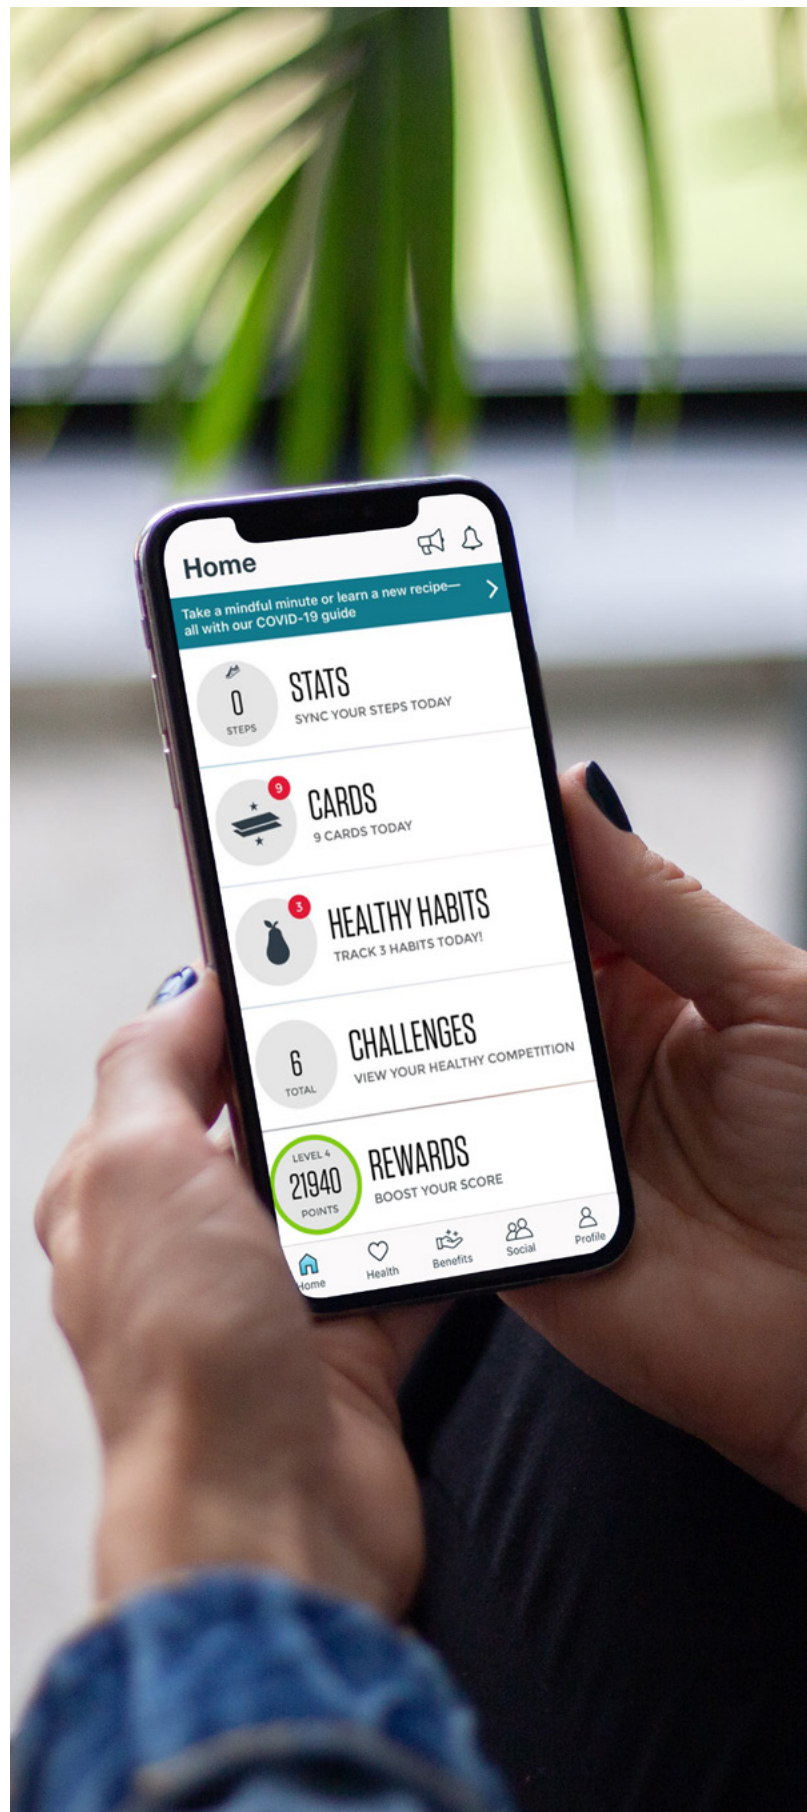 Home
Take a mindful minute or learn a new recipe—
all with our COVID-19 guide
0
STEPS
STATS
SYNC YOUR STEPS TODAY
9
CARDS
9 CARDS TODAY
3
HEALTHY HABITS
TRACK 3 HABITS TODAY!
6
TOTAL
CHALLENGES
VIEW YOUR HEALTHY COMPETITION
LEVEL 4
21940
POINTS
REWARDS
BOOST YOUR SCORE
Home
Health
Benefits
Social
Profile